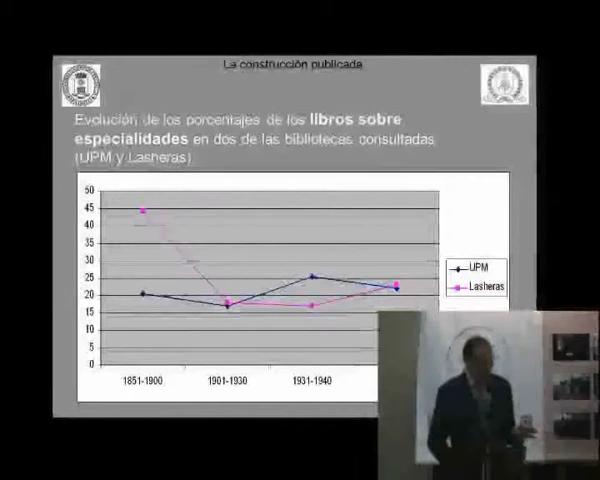 La construcción publicada
Evolución de los porcentajes de los libros sobre
especialidades en dos de las bibliotecas consultadas
(UPM y Lasheras)
50
45
40
35
30
25
20
15
10
5
0
UPM
Lasheras
1851-1900
1901-1930
1931-1940